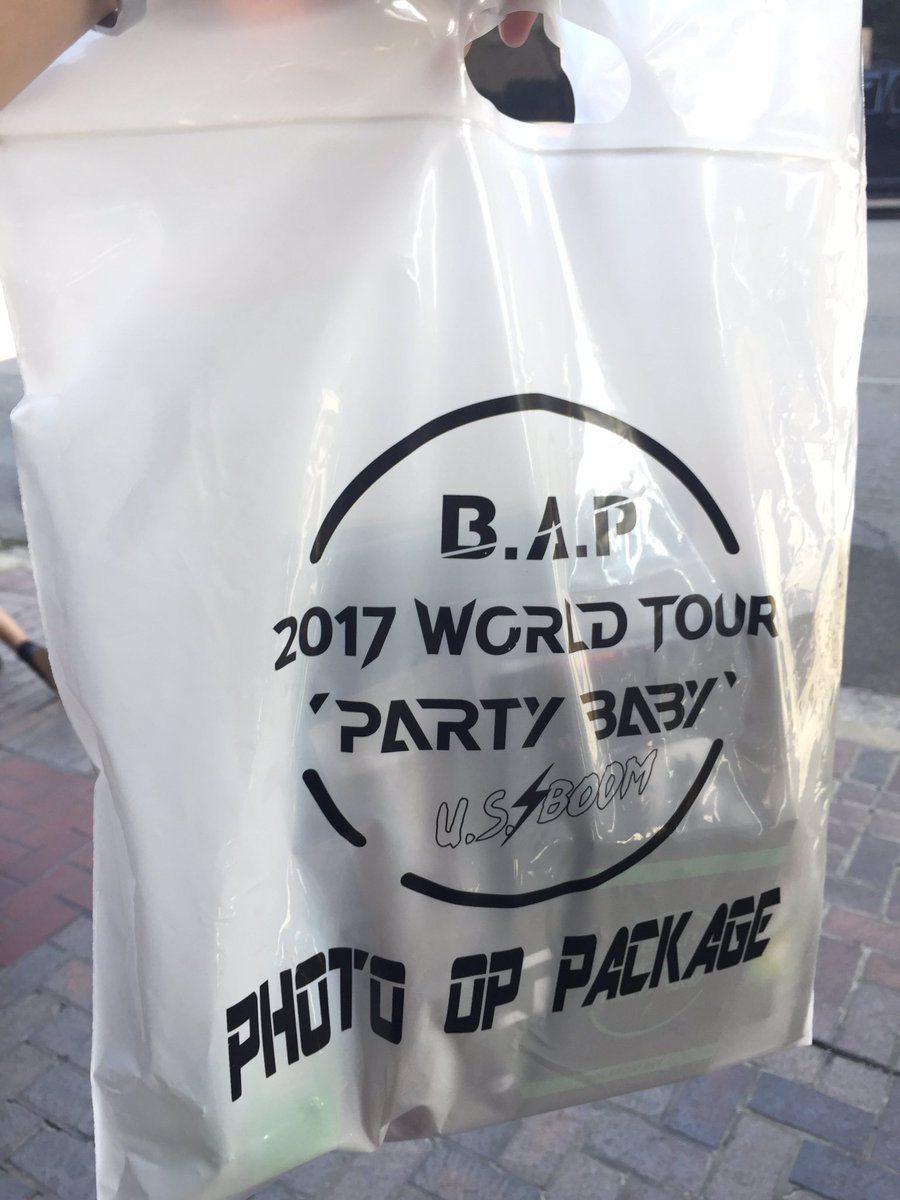 B.A.P
2017 WORLD TOUR
'PARTY BABY'
U.S. BOOM
PHOTO OP PACKAGE